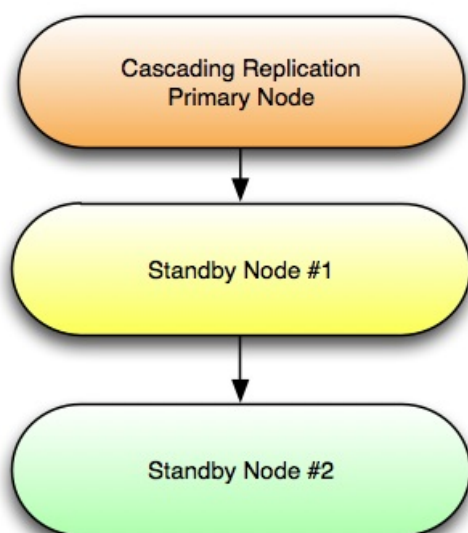 Cascading Replication
Primary Node
Standby Node #1
Standby Node #2